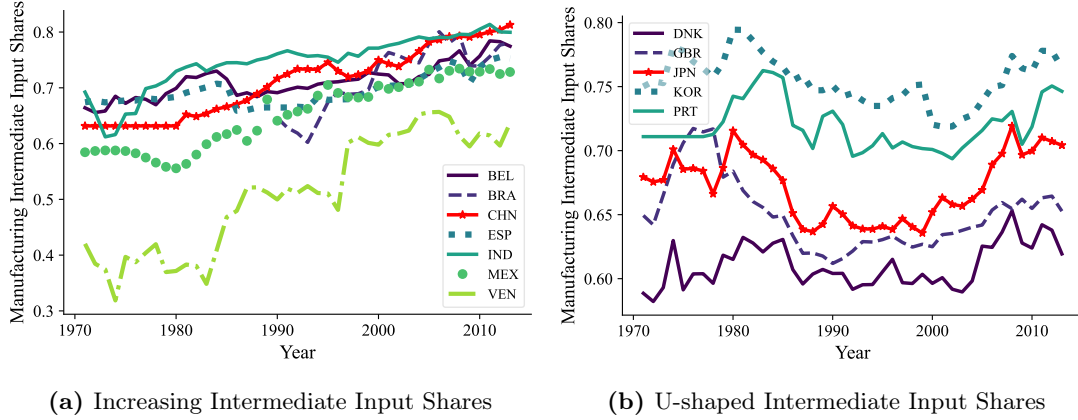 Manufacturing Intermediate Input Shares
0.8
0.7
0.6
0.5
0.4
0.3
BEL
BRA
CHN
ESP
IND
MEX
VEN
1970
1980
1990
2000
2010
Year
(a) Increasing Intermediate Input Shares
Manufacturing Intermediate Input Shares
0.80
0.75
0.70
0.65
0.60
DNK
GBR
JPN
KOR
PRT
1970
1980
1990
2000
2010
Year
(b) U-shaped Intermediate Input Shares